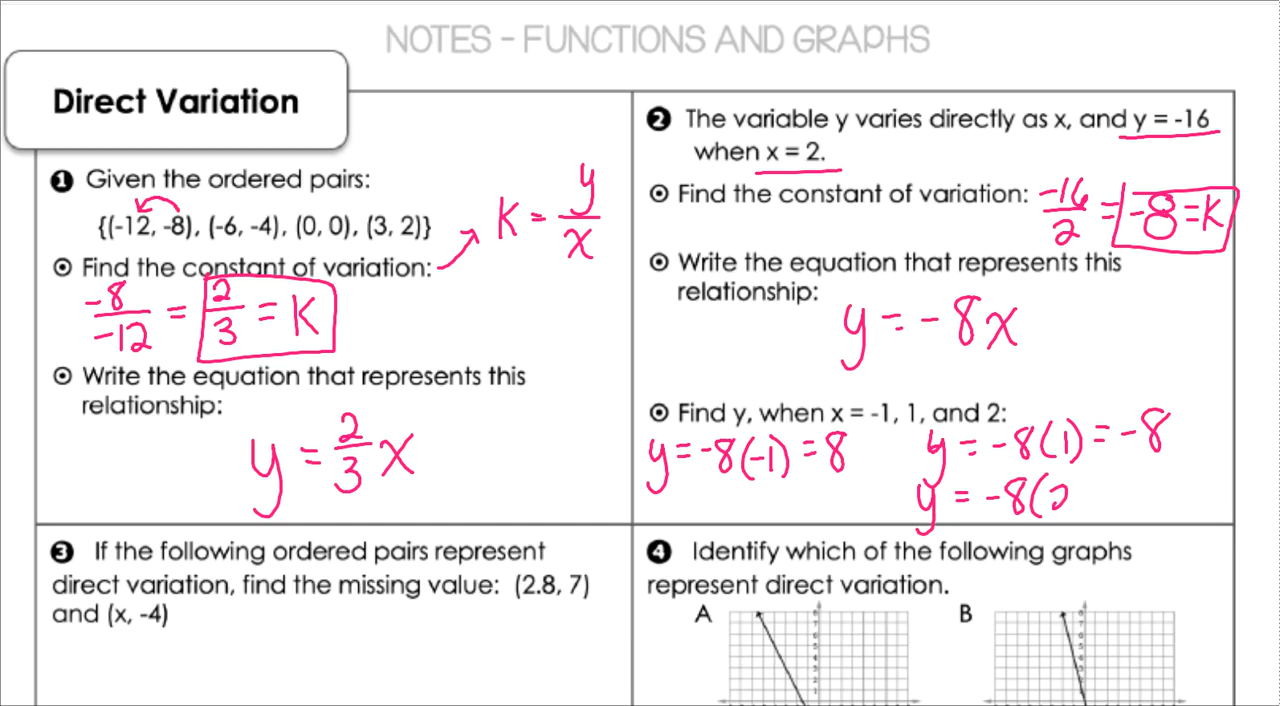 NOTES - FUNCTIONS AND GRAPHS
Direct Variation
❶ Given the ordered pairs:
{(-12, -8), (-6, -4), (0, 0), (3, 2)}
⊙ Find the constant of variation:
K = y/x
-8/-12 = 2/3 = K
⊙ Write the equation that represents this
relationship:
y = 2/3 x
❷ The variable y varies directly as x, and y = -16
when x = 2.
⊙ Find the constant of variation:
-16/2 = -8 = K
⊙ Write the equation that represents this
relationship:
y = -8x
⊙ Find y, when x = -1, 1, and 2:
y = -8(-1) = 8
y = -8(1) = -8
y = -8(2
❸ If the following ordered pairs represent
direct variation, find the missing value: (2.8, 7)
and (x, -4)
❹ Identify which of the following graphs
represent direct variation.
A
B